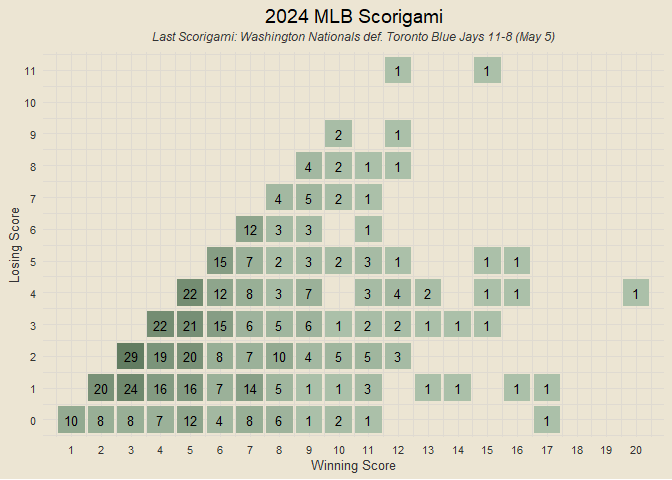 2024 MLB Scorigami
Last Scorigami: Washington Nationals def. Toronto Blue Jays 11-8 (May 5)
11 1 1
10
9 2 1
8 4 2 1 1
7 4 5 2 1
6 12 3 3 1
5 15 7 2 3 2 3 1 1 1
4 22 12 8 3 7 3 4 2 1 1 1
3 22 21 15 6 5 6 1 2 2 1 1 1
2 29 19 20 8 7 10 4 5 5 3
1 20 24 16 16 7 14 5 1 1 3 1 1 1 1
0 10 8 8 7 12 4 8 6 1 2 1 1
1 2 3 4 5 6 7 8 9 10 11 12 13 14 15 16 17 18 19 20
Losing Score
Winning Score